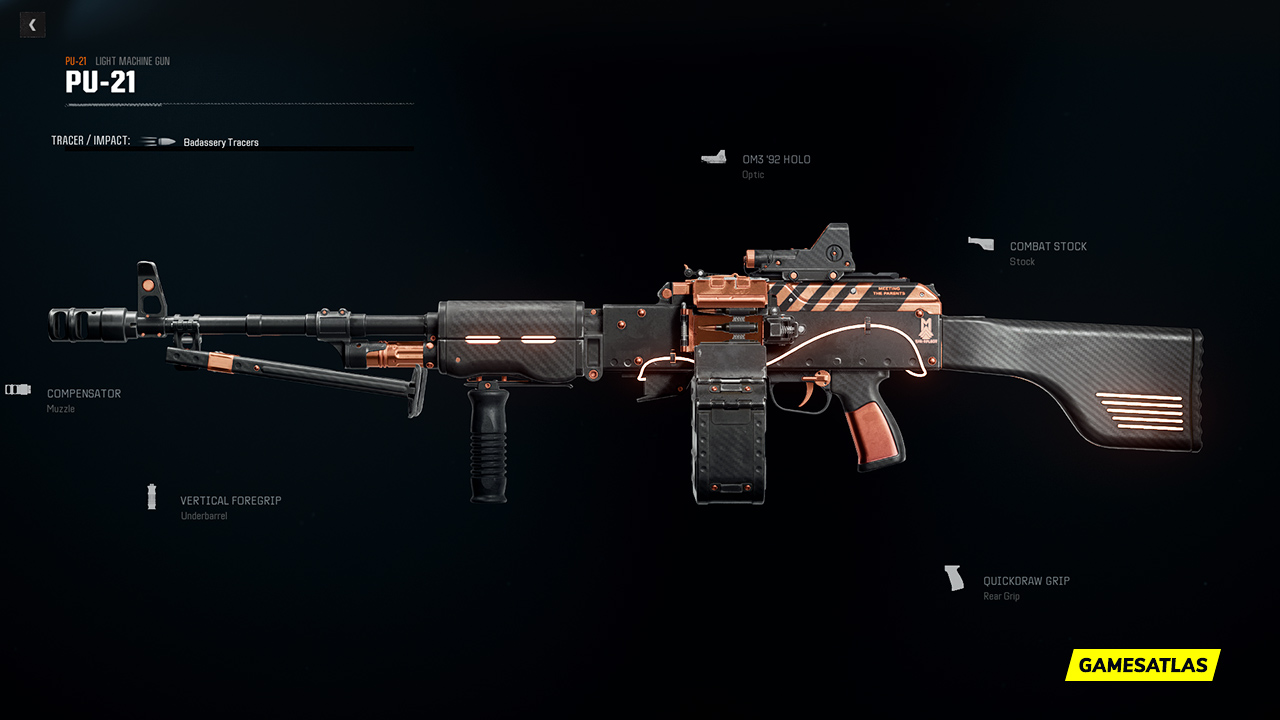 PU-21 LIGHT MACHINE GUN
PU-21
TRACER / IMPACT: Badassery Tracers
OM3 '92 HOLO
Optic
COMBAT STOCK
Stock
MEETING
THE PARENTS
COMPENSATOR
Muzzle
VERTICAL FOREGRIP
Underbarrel
QUICKDRAW GRIP
Rear Grip
GAMESATLAS